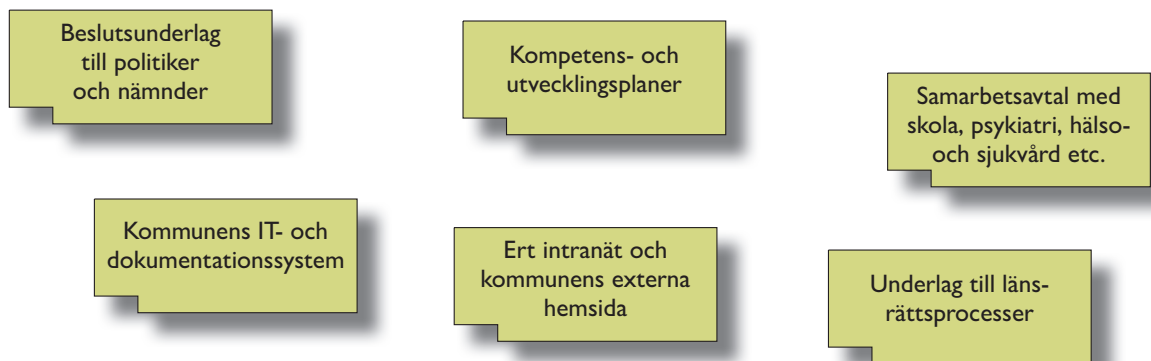 Beslutsunderlag
till politiker
och nämnder
Kompetens- och
utvecklingsplaner
Samarbetsavtal med
skola, psykiatri, hälso-
och sjukvård etc.
Kommunens IT- och
dokumentationssystem
Ert intranät och
kommunens externa
hemsida
Underlag till läns-
rättsprocesser